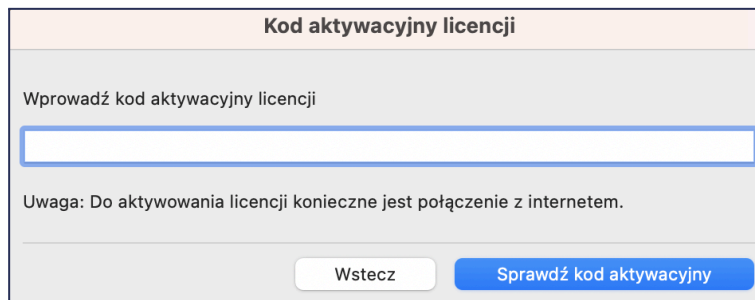 Kod aktywacyjny licencji
Wprowadź kod aktywacyjny licencji
Uwaga: Do aktywowania licencji konieczne jest połączenie z internetem.
Wstecz
Sprawdź kod aktywacyjny